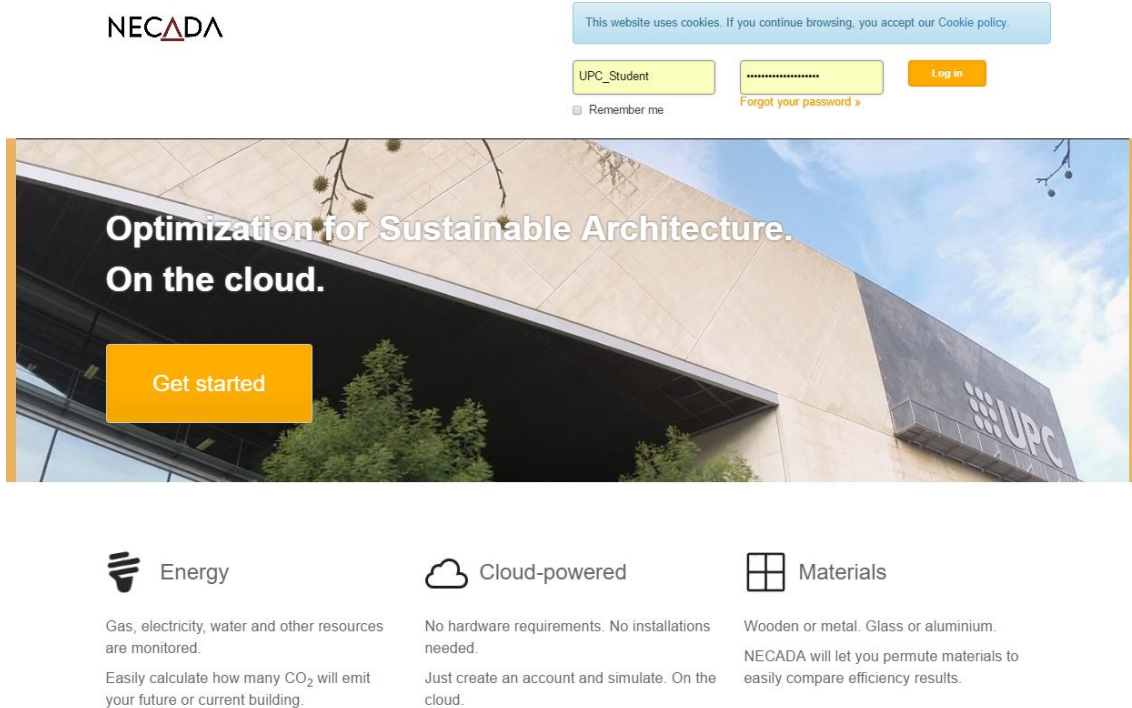 NECADA
This website uses cookies. If you continue browsing, you accept our Cookie policy.
UPC_Student
••••••••••••••••••••
Log in
Remember me
Forgot your password »
Optimization for Sustainable Architecture.
On the cloud.
Get started
UPC
Energy
Gas, electricity, water and other resources
are monitored.
Easily calculate how many CO₂ will emit
your future or current building.
Cloud-powered
No hardware requirements. No installations
needed.
Just create an account and simulate. On the
cloud.
Materials
Wooden or metal. Glass or aluminium.
NECADA will let you permute materials to
easily compare efficiency results.